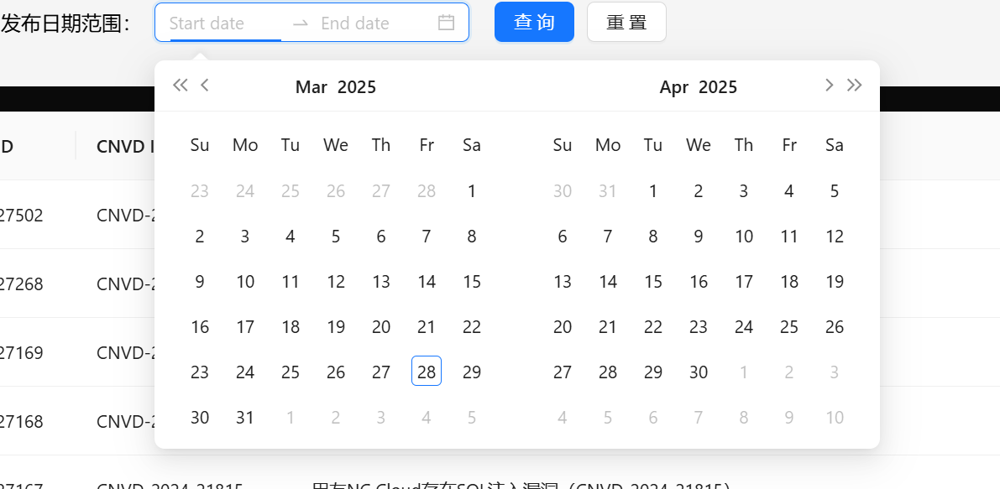 发布日期范围：
Start date → End date
查 询
重 置
Mar 2025
Su Mo Tu We Th Fr Sa
23 24 25 26 27 28 1
2 3 4 5 6 7 8
9 10 11 12 13 14 15
16 17 18 19 20 21 22
23 24 25 26 27 28 29
30 31 1 2 3 4 5
Apr 2025
Su Mo Tu We Th Fr Sa
30 31 1 2 3 4 5
6 7 8 9 10 11 12
13 14 15 16 17 18 19
20 21 22 23 24 25 26
27 28 29 30 1 2 3
4 5 6 7 8 9 10
D CNVD I
27502 CNVD-2
27268 CNVD-2
27169 CNVD-2
27168 CNVD-2
27167 CNVD-2024-21815 用友NC Cloud存在SQL注入漏洞（CNVD-2024-21815）